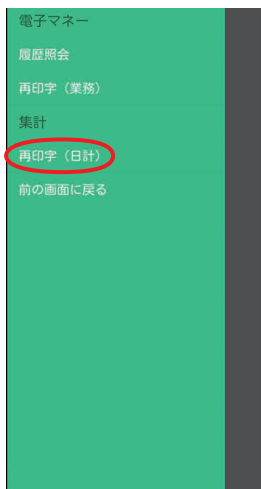 電子マネー
履歴照会
再印字（業務）
集計
再印字（日計）
前の画面に戻る